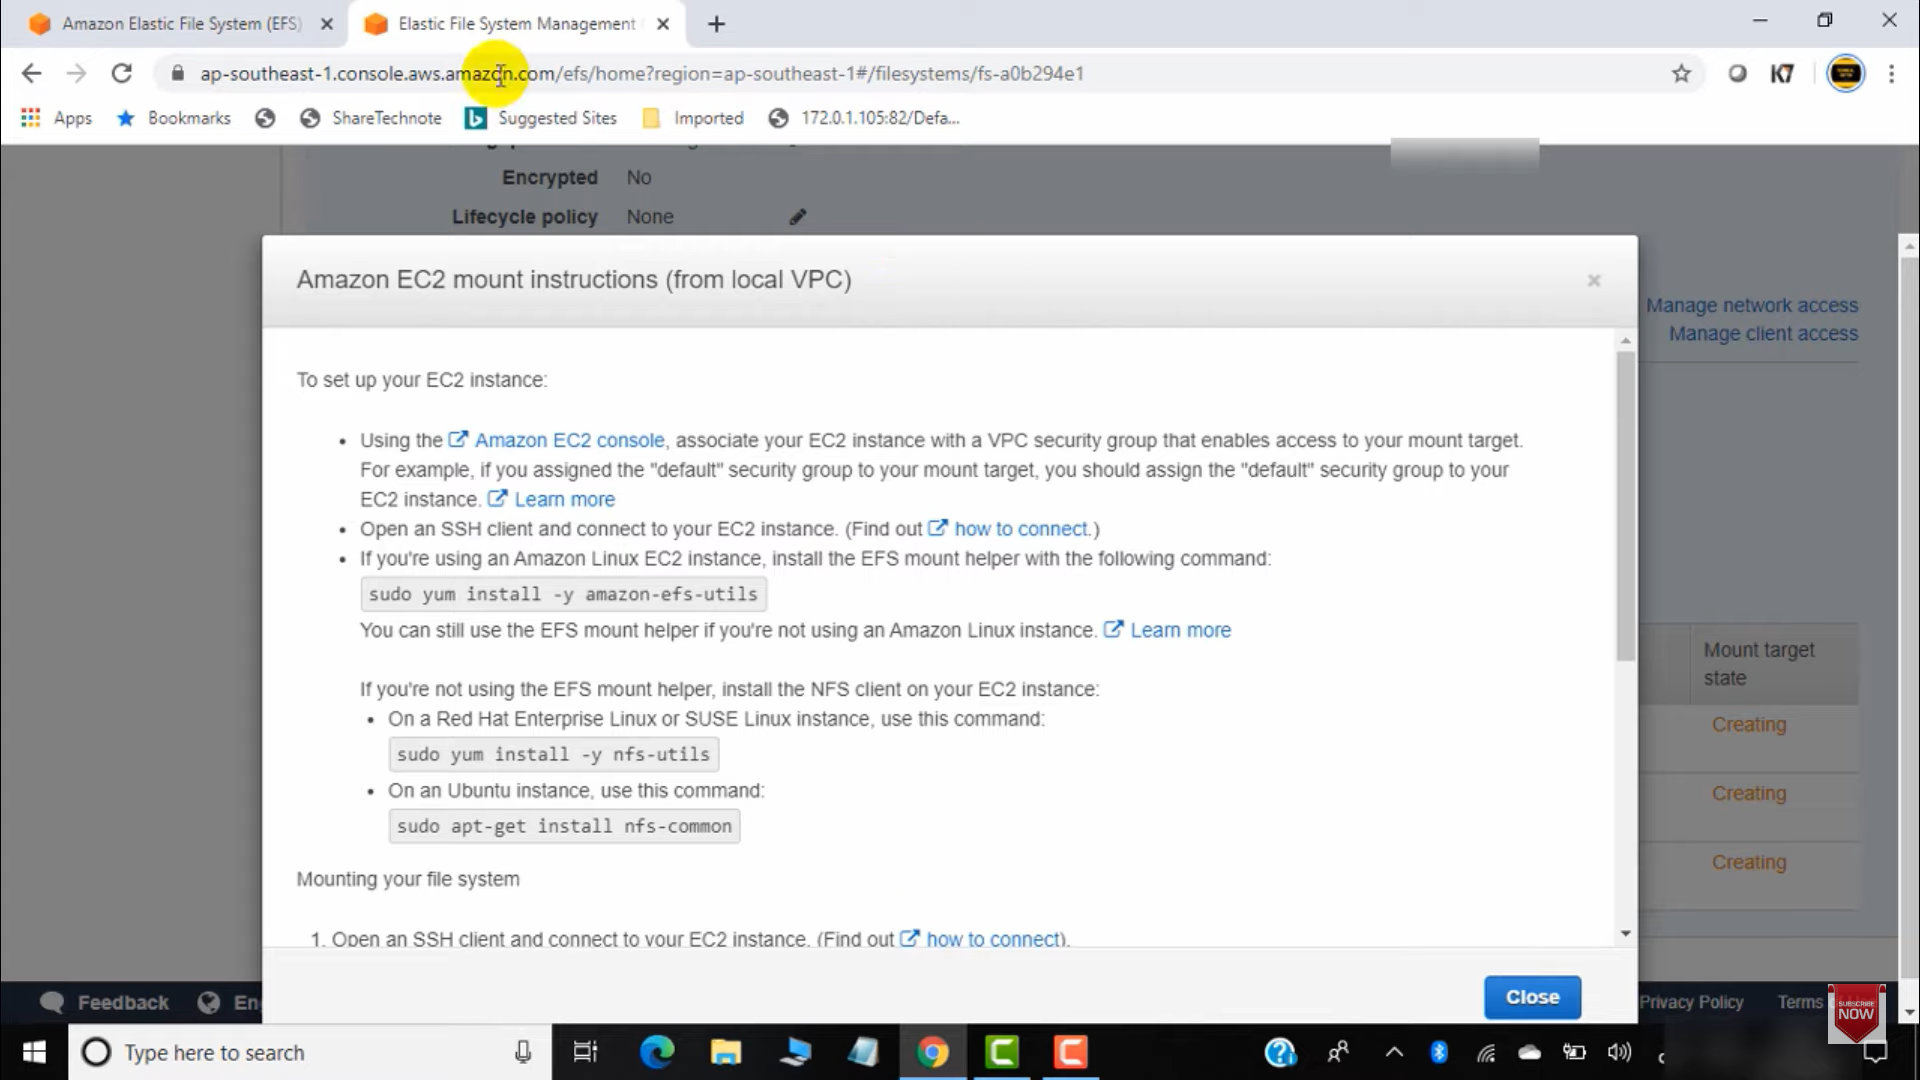 Amazon Elastic File System (EFS)
Elastic File System Management
ap-southeast-1.console.aws.amazon.com/efs/home?region=ap-southeast-1#/filesystems/fs-a0b294e1
K7
Apps
Bookmarks
ShareTechnote
Suggested Sites
Imported
172.0.1.105:82/Defa...
Encrypted No
Lifecycle policy None
Amazon EC2 mount instructions (from local VPC)
Manage network access
Manage client access
To set up your EC2 instance:
• Using the Amazon EC2 console, associate your EC2 instance with a VPC security group that enables access to your mount target.
For example, if you assigned the "default" security group to your mount target, you should assign the "default" security group to your
EC2 instance. Learn more
• Open an SSH client and connect to your EC2 instance. (Find out how to connect.)
• If you're using an Amazon Linux EC2 instance, install the EFS mount helper with the following command:
sudo yum install -y amazon-efs-utils
You can still use the EFS mount helper if you're not using an Amazon Linux instance. Learn more
If you're not using the EFS mount helper, install the NFS client on your EC2 instance:
• On a Red Hat Enterprise Linux or SUSE Linux instance, use this command:
sudo yum install -y nfs-utils
• On an Ubuntu instance, use this command:
sudo apt-get install nfs-common
Mounting your file system
1. Open an SSH client and connect to your EC2 instance. (Find out how to connect).
Mount target
state
Creating
Creating
Creating
Close
Feedback
Privacy Policy
Terms
SUBSCRIBE
NOW
Type here to search